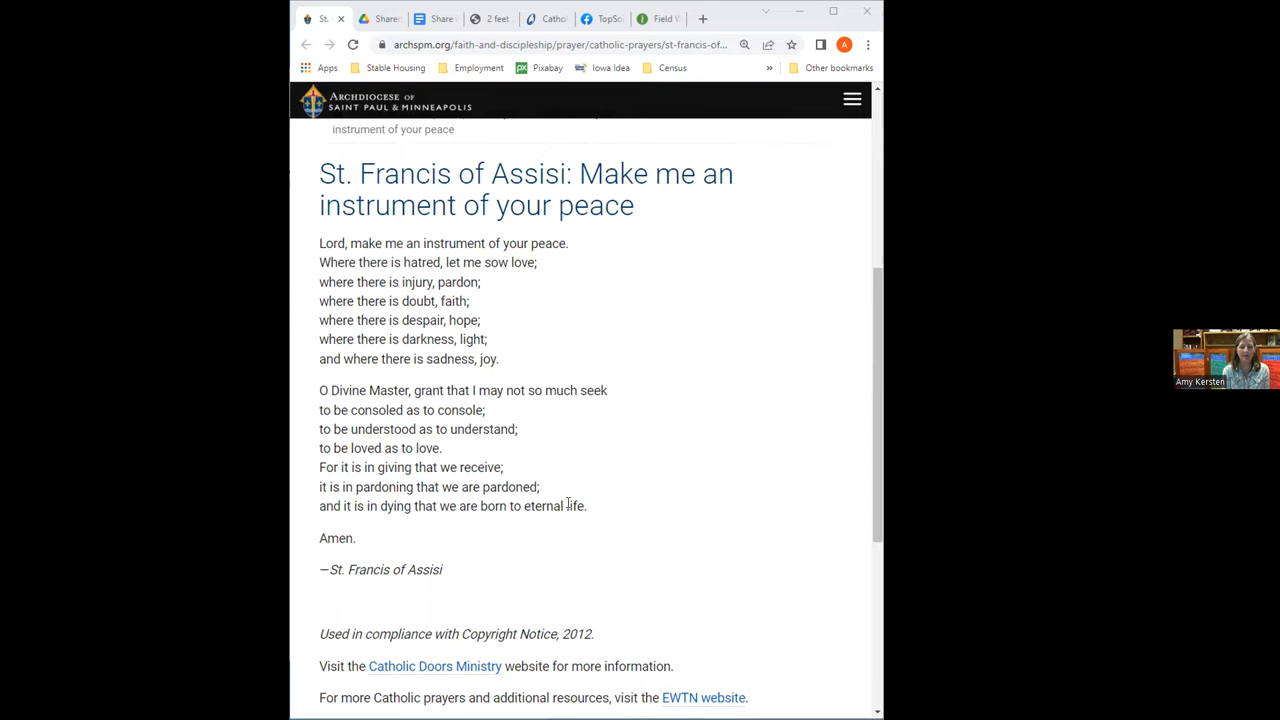 St.
Shared
Share
2 feet
Cathol
TopSo
Field W
archspm.org/faith-and-discipleship/prayer/catholic-prayers/st-francis-of...
A
Apps
Stable Housing
Employment
px
Pixabay
Iowa Idea
Census
»
Other bookmarks
ARCHDIOCESE OF
SAINT PAUL & MINNEAPOLIS
instrument of your peace
St. Francis of Assisi: Make me an
instrument of your peace
Lord, make me an instrument of your peace.
Where there is hatred, let me sow love;
where there is injury, pardon;
where there is doubt, faith;
where there is despair, hope;
where there is darkness, light;
and where there is sadness, joy.
O Divine Master, grant that I may not so much seek
to be consoled as to console;
to be understood as to understand;
to be loved as to love.
For it is in giving that we receive;
it is in pardoning that we are pardoned;
and it is in dying that we are born to eternal life.
Amen.
—St. Francis of Assisi
Used in compliance with Copyright Notice, 2012.
Visit the Catholic Doors Ministry website for more information.
For more Catholic prayers and additional resources, visit the EWTN website.
Amy Kersten